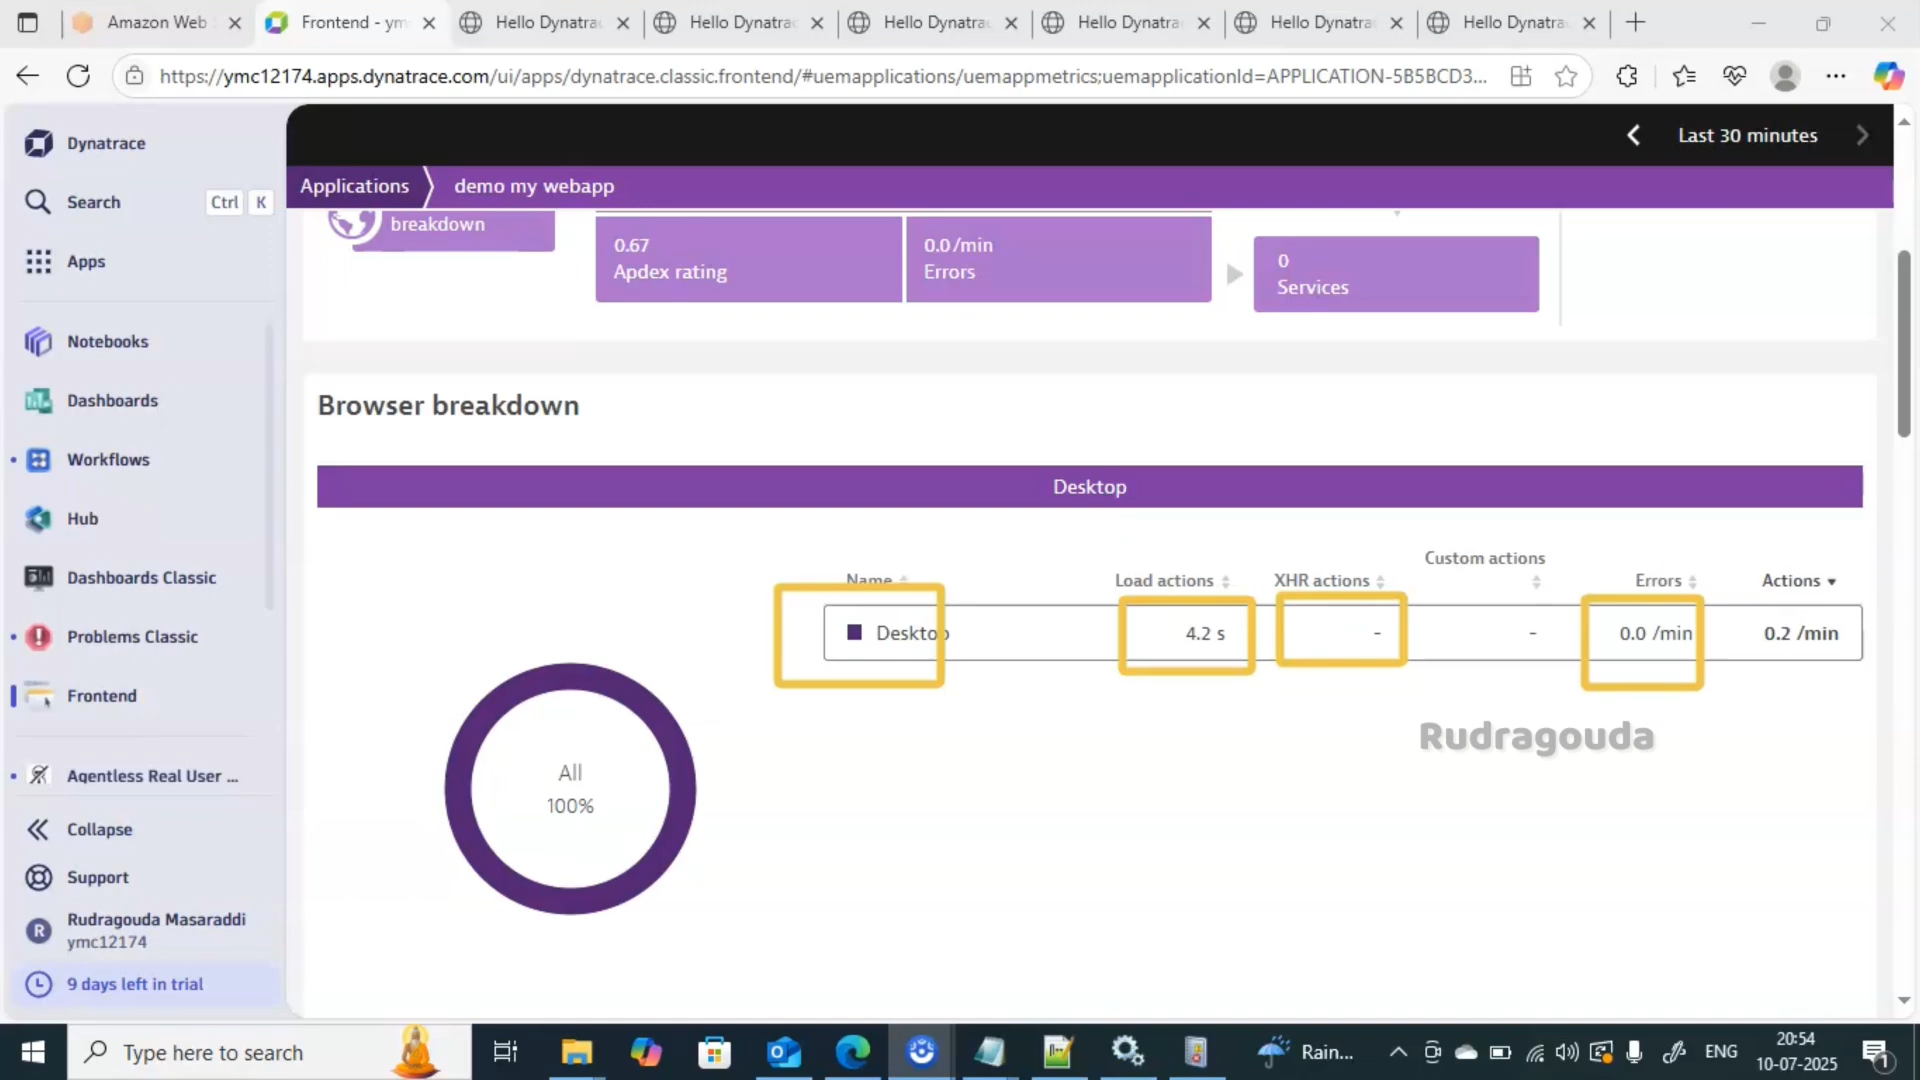 Amazon Web
Frontend - ym
Hello Dynatra
Hello Dynatra
Hello Dynatra
Hello Dynatra
Hello Dynatra
Hello Dynatra
https://ymc12174.apps.dynatrace.com/ui/apps/dynatrace.classic.frontend/#uemapplications/uemappmetrics;uemapplicationId=APPLICATION-5B5BCD3...
Dynatrace
Search Ctrl K
Apps
Notebooks
Dashboards
Workflows
Hub
Dashboards Classic
Problems Classic
Frontend
Agentless Real User ...
Collapse
Support
R
Rudragouda Masaraddi
ymc12174
9 days left in trial
Last 30 minutes
Applications demo my webapp
breakdown
0.67
Apdex rating
0.0 /min
Errors
0
Services
Browser breakdown
Desktop
Name Load actions XHR actions Custom actions Errors Actions
Desktop 4.2 s - - 0.0 /min 0.2 /min
All
100%
Rudragouda
Type here to search
Rain...
ENG
20:54
10-07-2025
1